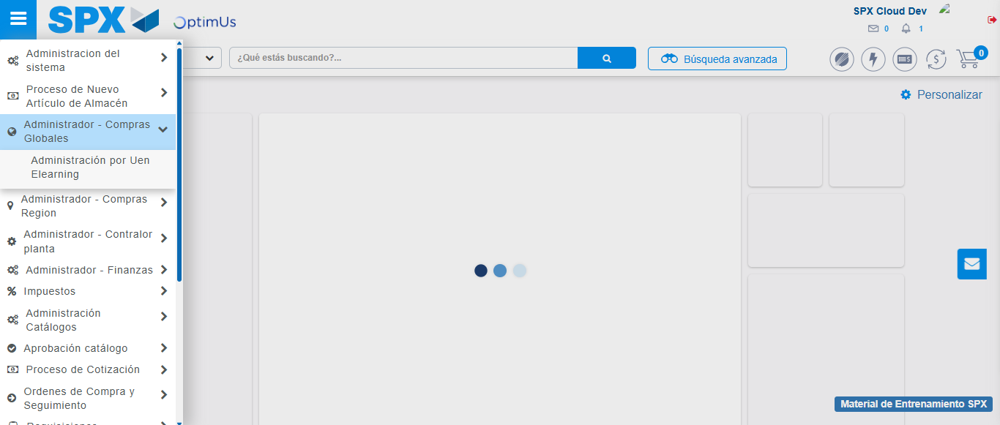 SPX
OptimUs
SPX Cloud Dev
0
1
Administracion del
sistema
¿Qué estás buscando?...
Búsqueda avanzada
0
Proceso de Nuevo
Artículo de Almacén
Personalizar
Administrador - Compras
Globales
Administración por Uen
Elearning
Administrador - Compras
Region
Administrador - Contralor
planta
Administrador - Finanzas
Impuestos
Administración
Catálogos
Aprobación catálogo
Proceso de Cotización
Ordenes de Compra y
Seguimiento
Requisiciones
Material de Entrenamiento SPX